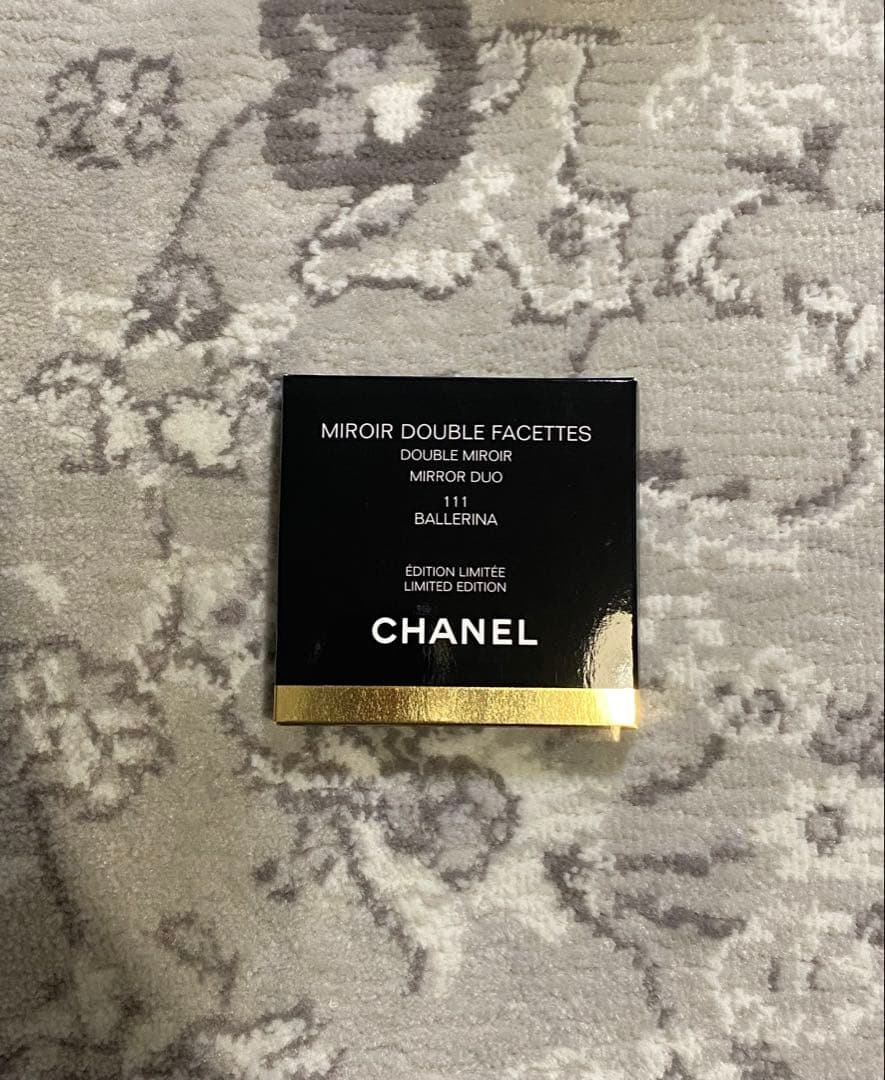 MIROIR DOUBLE FACETTES
DOUBLE MIROIR
MIRROR DUO
111
BALLERINA
ÉDITION LIMITÉE
LIMITED EDITION
CHANEL